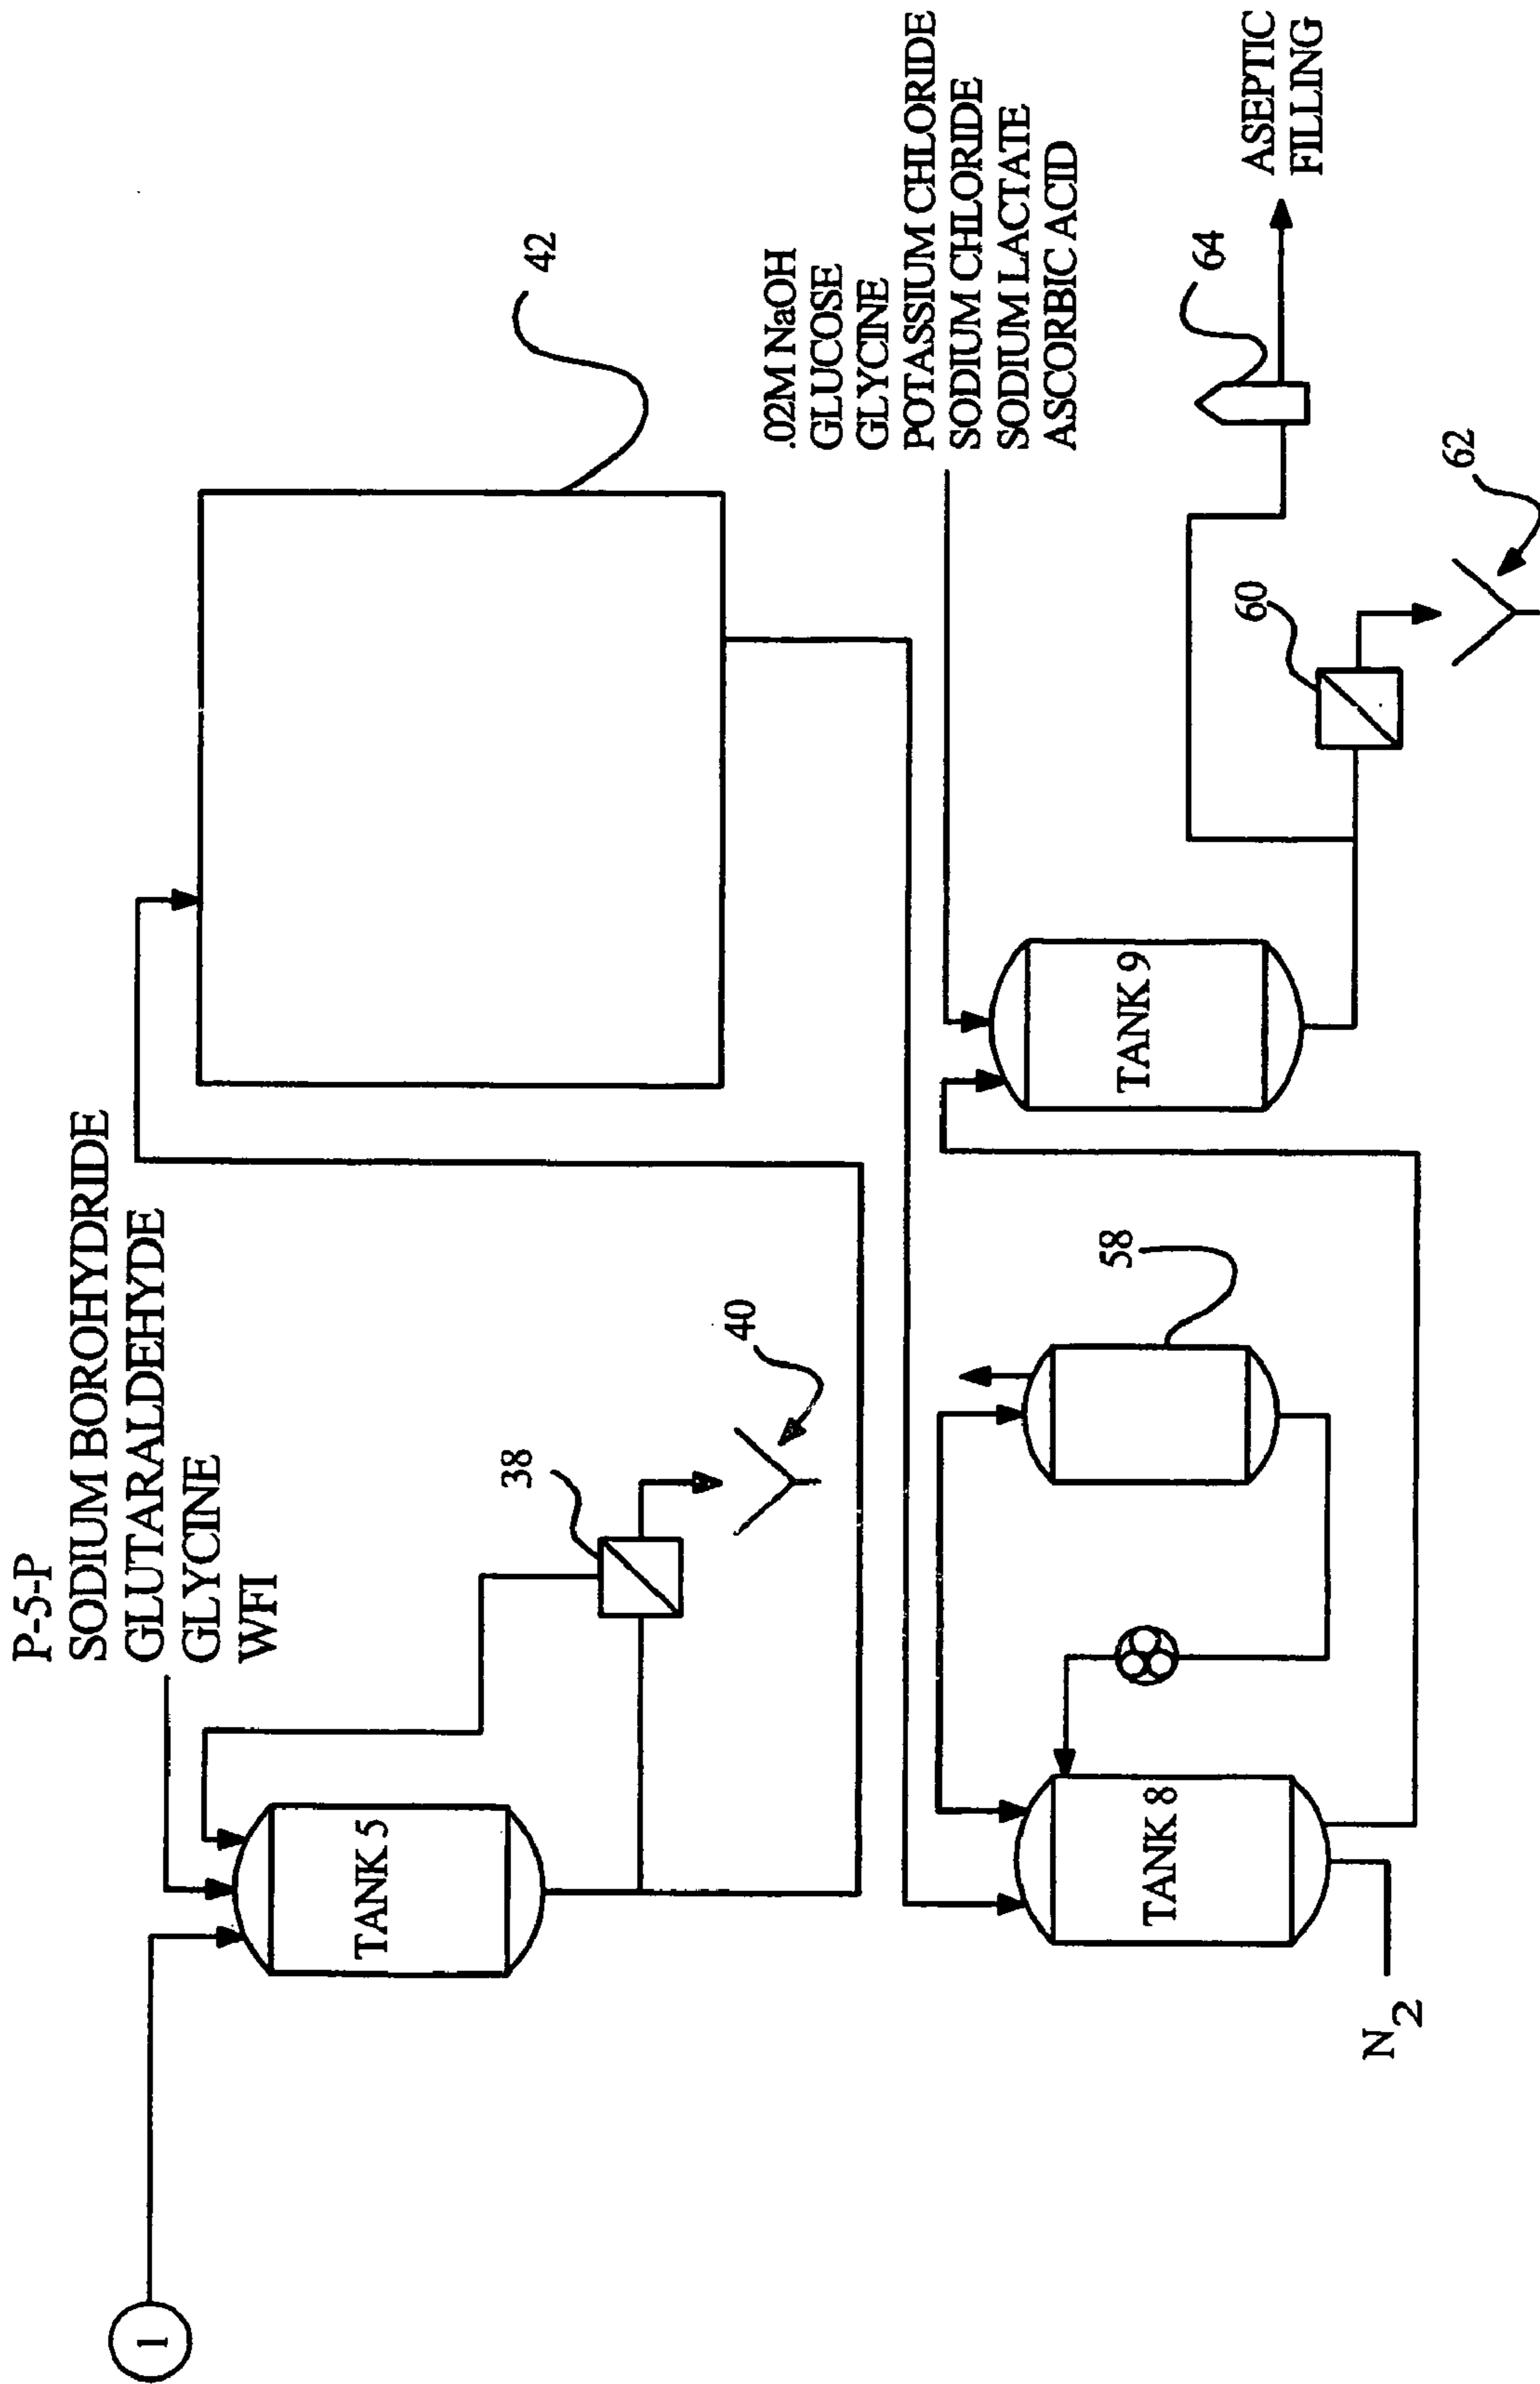 P-5-P
SODIUM BOROHYDRIDE
GLUTARALDEHYDE
GLYCINE
WFI
1
TANK 5
38
40
42
.02M NaOH
GLUCOSE
GLYCINE
POTASSIUM CHLORIDE
SODIUM CHLORIDE
SODIUM LACTATE
ASCORBIC ACID
N2
TANK 8
58
TANK 9
60
62
64
ASEPTIC
FILLING